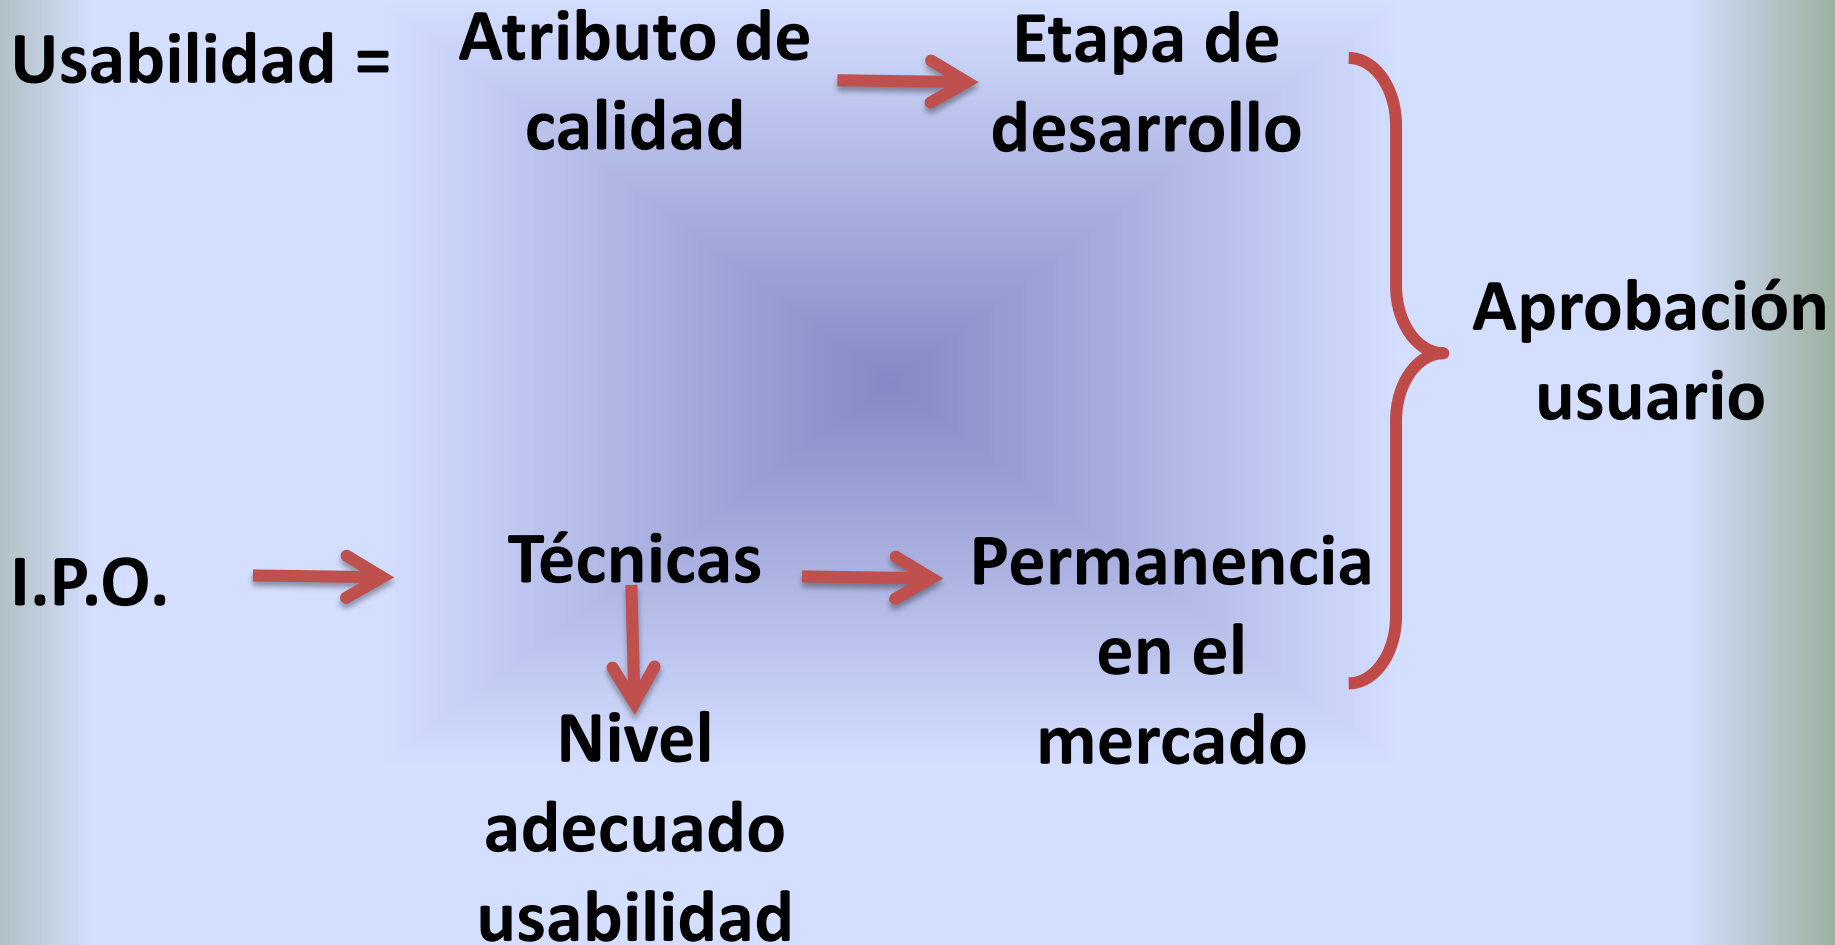 Usabilidad =
Atributo de
calidad
Etapa de
desarrollo
Aprobación
usuario
I.P.O.
Técnicas
Nivel
adecuado
usabilidad
Permanencia
en el
mercado